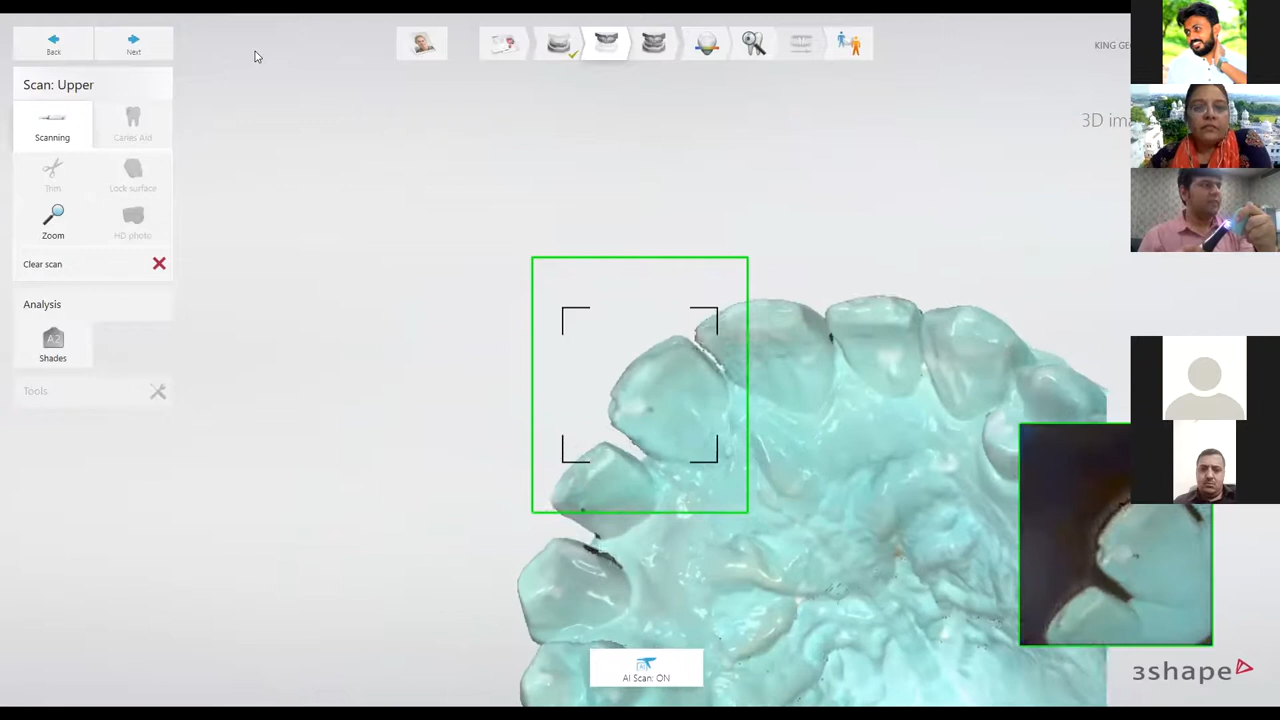 Back
Next
KING GE
Scan: Upper
3D im
Scanning
Caries Aid
Trim
Lock surface
Zoom
HD photo
Clear scan
Analysis
A2
Shades
Tools
AI
AI Scan: ON
3shape